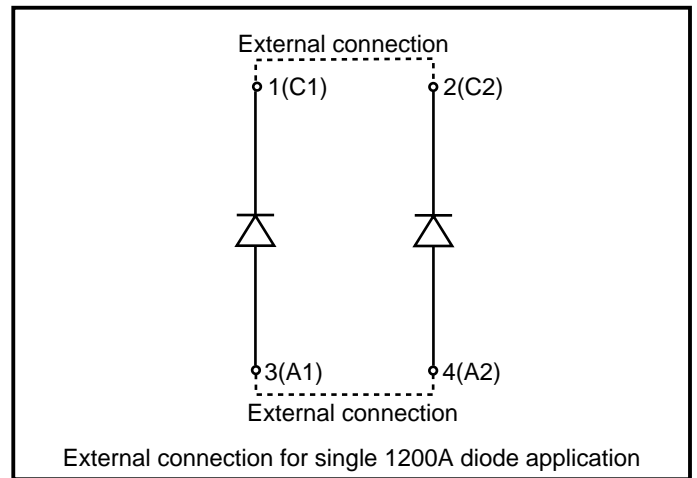 External connection
1(C1)
2(C2)
3(A1)
4(A2)
External connection
External connection for single 1200A diode application